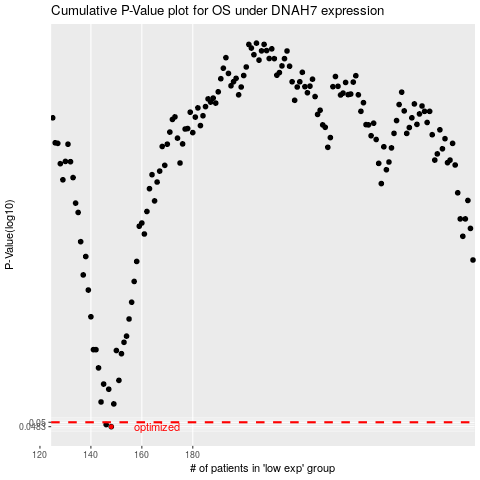 Cumulative P-Value plot for OS under DNAH7 expression
P-Value(log10)
0.05
0.0483
optimized
120 140 160 180
# of patients in 'low exp' group